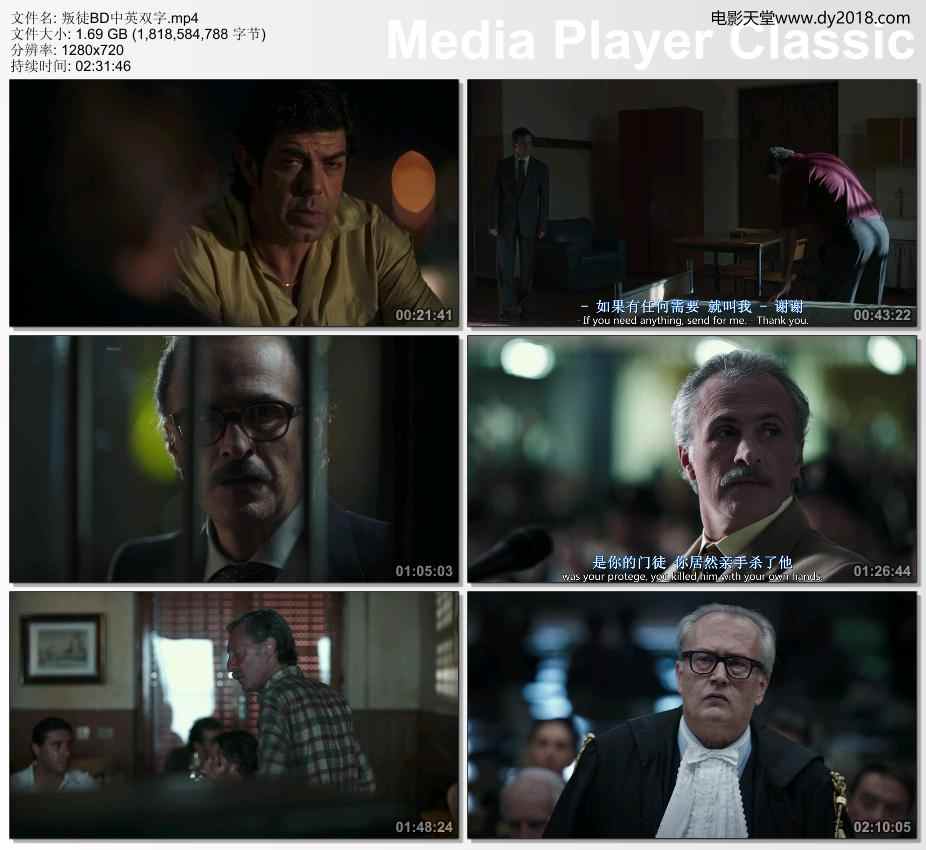 文件名: 叛徒BD中英双字.mp4
电影天堂www.dy2018.com
文件大小: 1.69 GB (1,818,584,788 字节)
Media Player Classic
分辨率: 1280x720
持续时间: 02:31:46
00:21:41
- 如果有任何需要 就叫我 - 谢谢
- If you need anything, send for me. - Thank you.
00:43:22
01:05:03
是你的门徒 你居然亲手杀了他
was your protege, you killed him with your own hands
01:26:44
01:48:24
02:10:05